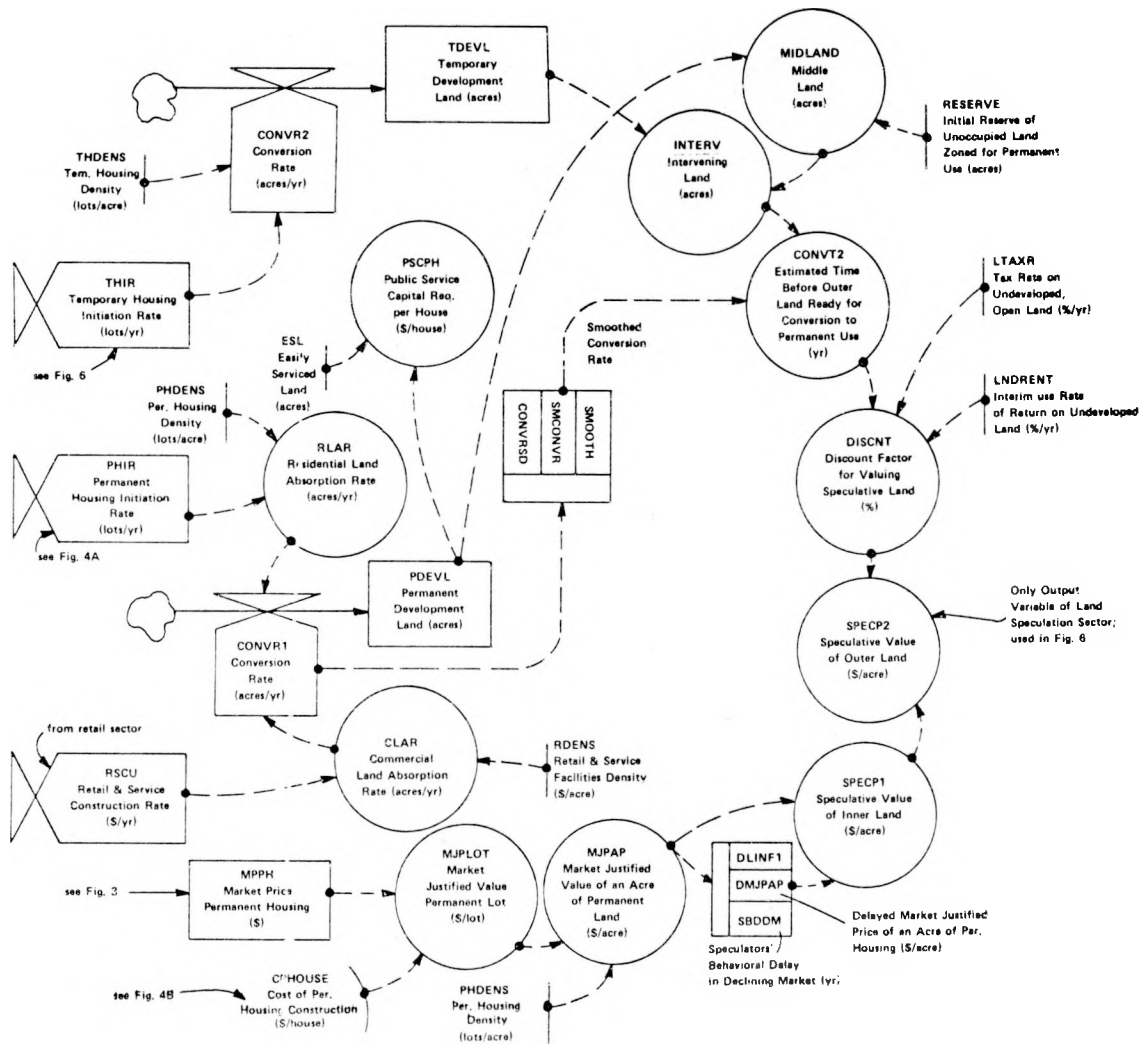 TDEVL
Temporary
Development
Land (acres)
MIDLAND
Middle
Land
(acres)
RESERVE
Initial Reserve of
Unoccupied Land
Zoned for Permanent
Use (acres)
CONVR2
Conversion
Rate
(acres/yr)
THDENS
Tem. Housing
Density
(lots/acre)
INTERV
Intervening
Land
(acres)
THIR
Temporary Housing
Initiation Rate
(lots/yr)
see Fig. 6
PSCPH
Public Service
Capital Req.
per House
($/house)
CONVT2
Estimated Time
Before Outer
Land Ready for
Conversion to
Permanent Use
(yr)
LTAXR
Tax Rate on
Undeveloped,
Open Land (%/yr)
ESL
Easily
Serviced
Land
(acres)
Smoothed
Conversion
Rate
PHDENS
Per. Housing
Density
(lots/acre)
LNDRENT
Interim use Rate
of Return on Undeveloped
Land (%/yr)
CONVRSD
SMCONVR
SMOOTH
RLAR
Residential Land
Absorption Rate
(acres/yr)
DISCNT
Discount Factor
for Valuing
Speculative Land
(%)
PHIR
Permanent
Housing Initiation
Rate
(lots/yr)
see Fig. 4A
PDEVL
Permanent
Development
Land (acres)
CONVR1
Conversion
Rate
(acres/yr)
SPECP2
Speculative Value
of Outer Land
($/acre)
Only Output
Variable of Land
Speculation Sector;
used in Fig. 6
from retail sector
RSCU
Retail & Service
Construction Rate
($/yr)
CLAR
Commercial
Land Absorption
Rate (acres/yr)
RDENS
Retail & Service
Facilities Density
($/acre)
SPECP1
Speculative Value
of Inner Land
($/acre)
see Fig. 3
MPPH
Market Price
Permanent Housing
($)
MJPLOT
Market
Justified Value
Permanent Lot
($/lot)
MJPAP
Market Justified
Value of an Acre
of Permanent
Land
($/acre)
DLINF1
DMJPAP
SBDDM
Delayed Market Justified
Price of an Acre of Per.
Housing ($/acre)
Speculators'
Behavioral Delay
in Declining Market (yr)
see Fig. 4B
Cost of Per.
Housing Construction
($/house)
PHDENS
Per. Housing
Density
(lots/acre)